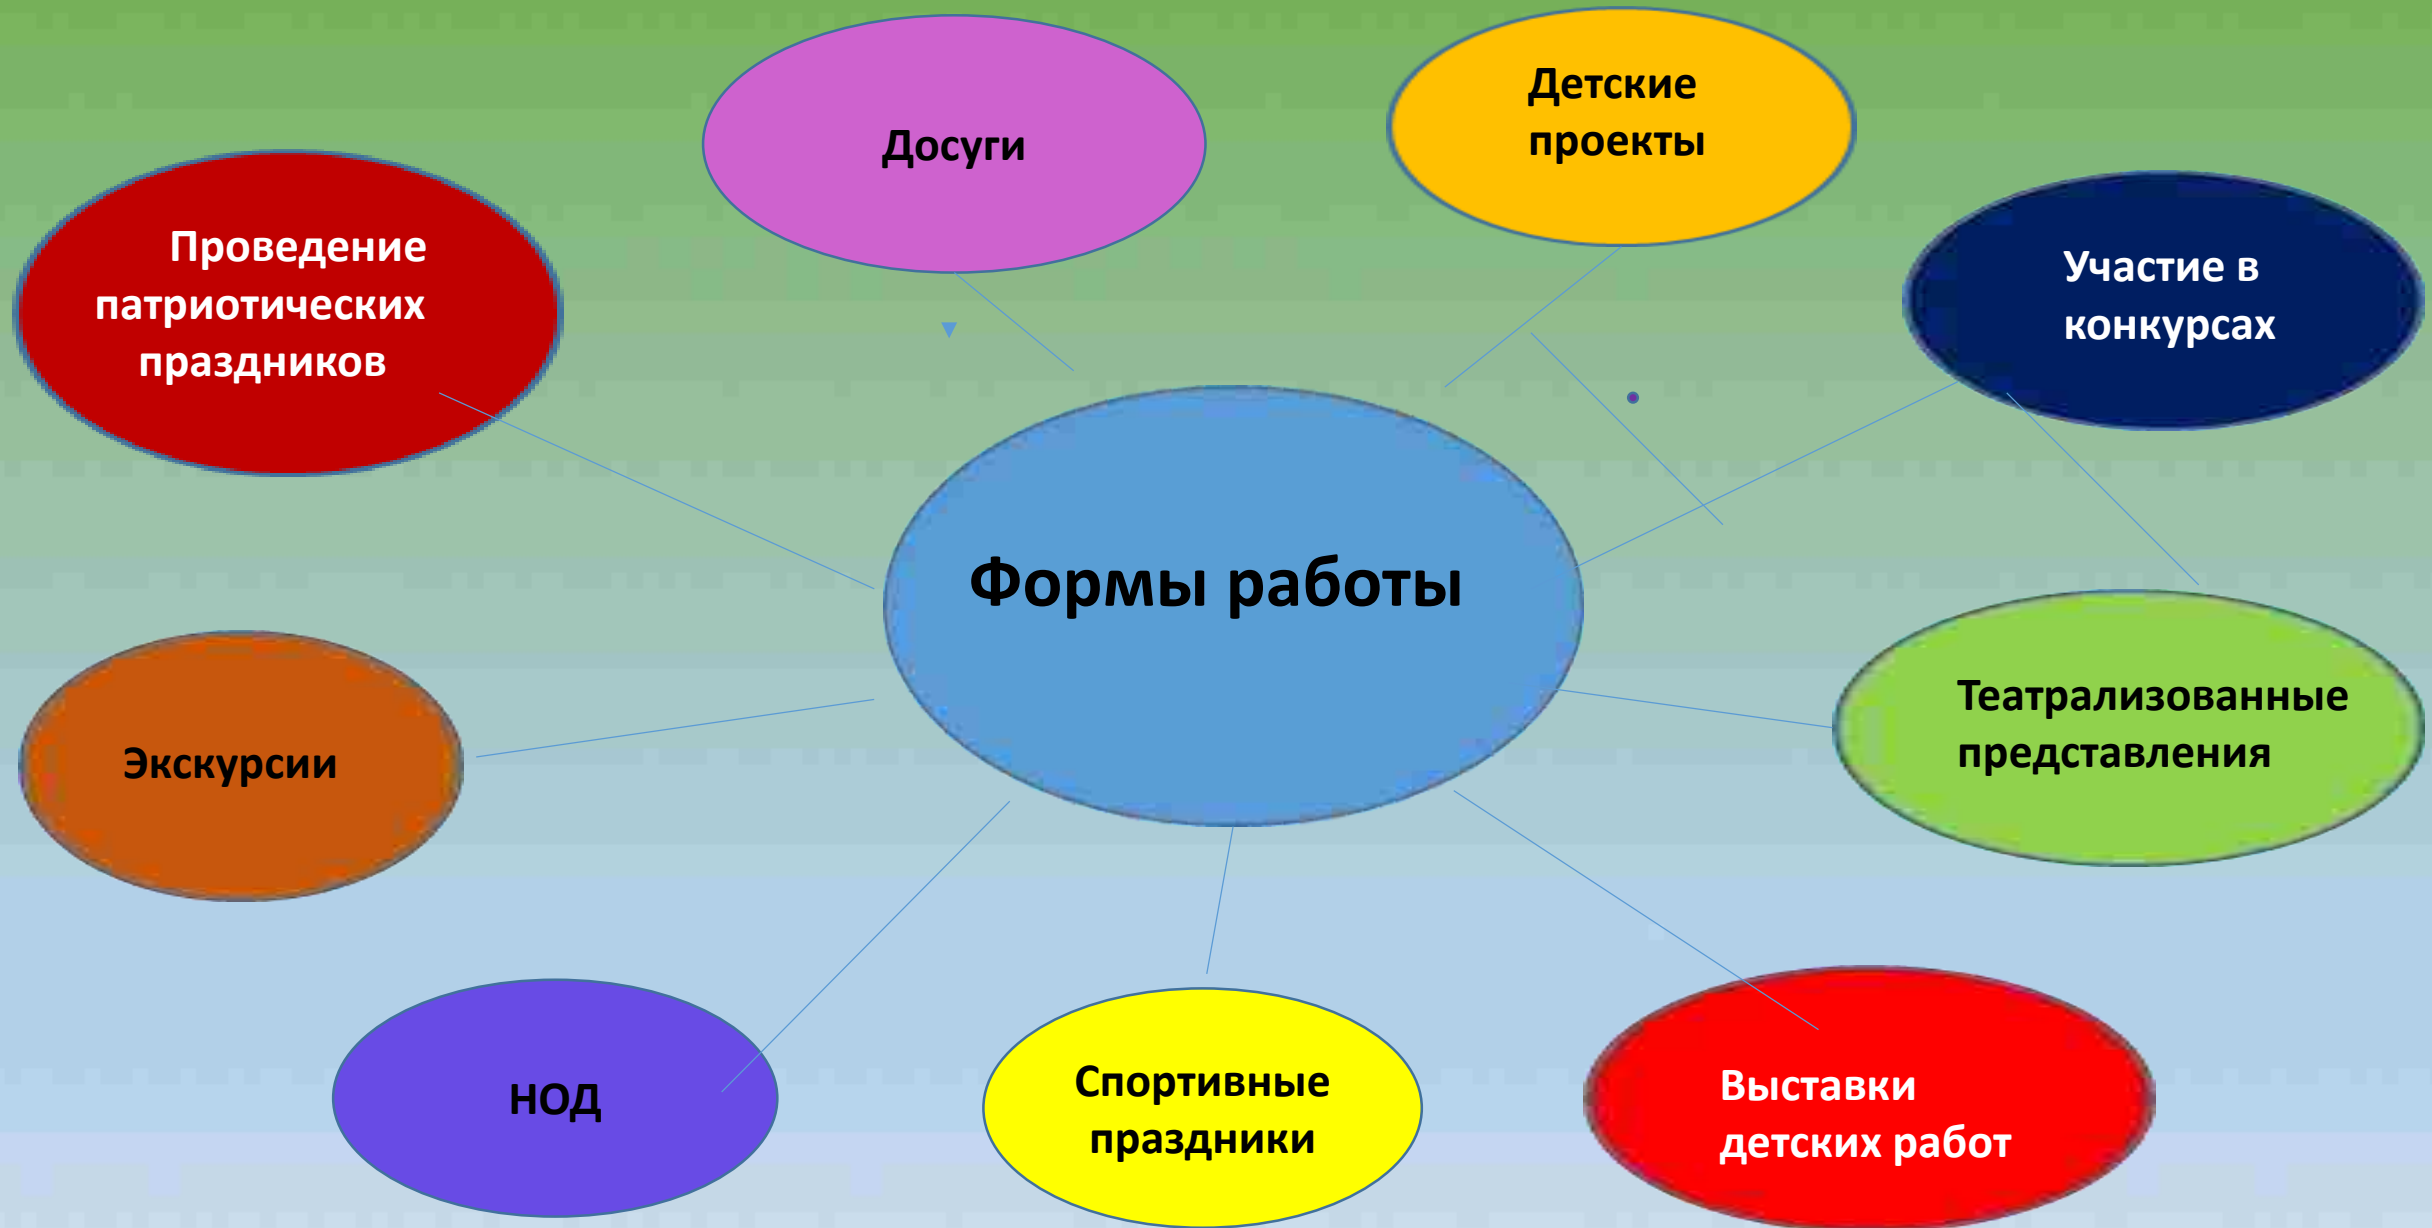 Досуги
Детские
проекты
Проведение
патриотических
праздников
Участие в
конкурсах
Формы работы
Экскурсии
Театрализованные
представления
НОД
Спортивные
праздники
Выставки
детских работ